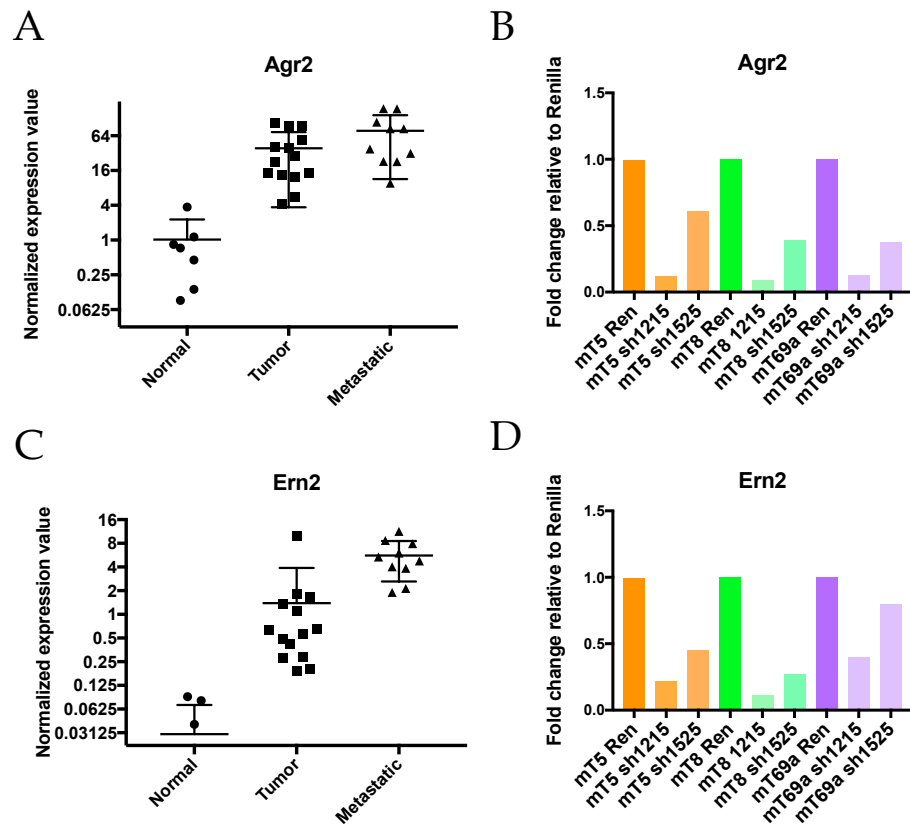 A
Agr2
Normalized expression value
64
16
4
1
0.25
0.0625
Normal
Tumor
Metastatic
B
Agr2
Fold change relative to Renilla
1.5
1.0
0.5
0.0
mT5 Ren
mT5 sh1215
mT5 sh1525
mT8 Ren
mT8 1215
mT8 sh1525
mT69a Ren
mT69a sh1215
mT69a sh1525
C
Ern2
Normalized expression value
16
8
4
2
1
0.5
0.25
0.125
0.0625
0.03125
Normal
Tumor
Metastatic
D
Ern2
Fold change relative to Renilla
1.5
1.0
0.5
0.0
mT5 Ren
mT5 sh1215
mT5 sh1525
mT8 Ren
mT8 1215
mT8 sh1525
mT69a Ren
mT69a sh1215
mT69a sh1525